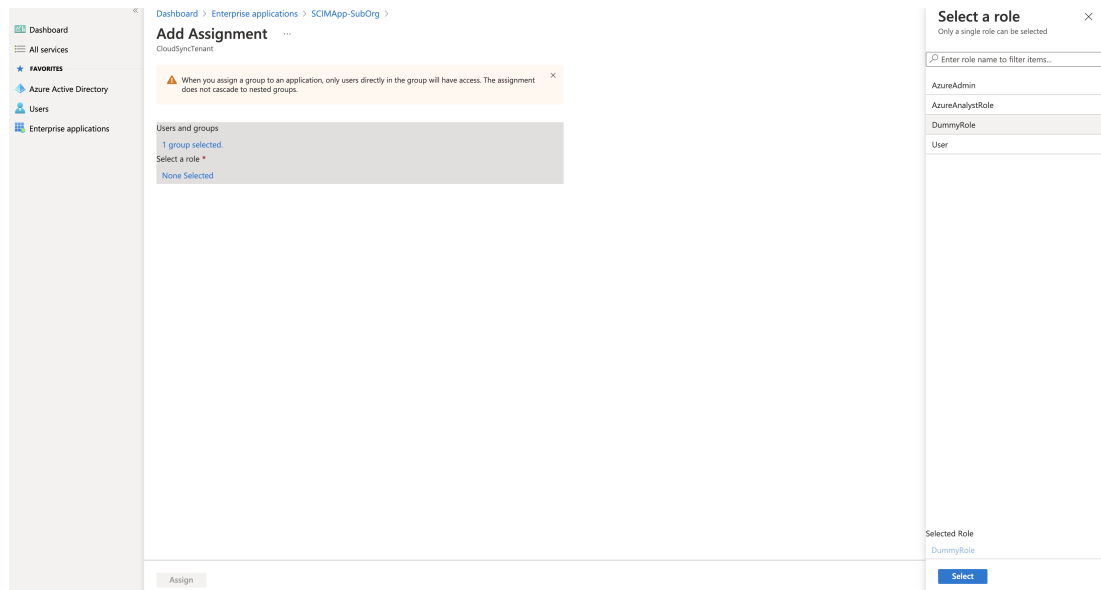 «
Dashboard
All services
FAVORITES
Azure Active Directory
Users
Enterprise applications
Dashboard > Enterprise applications > SCIMApp-SubOrg >
Add Assignment ...
CloudSyncTenant
When you assign a group to an application, only users directly in the group will have access. The assignment
does not cascade to nested groups.
Users and groups
1 group selected.
Select a role *
None Selected
Assign
Select a role
Only a single role can be selected
Enter role name to filter items...
AzureAdmin
AzureAnalystRole
DummyRole
User
Selected Role
DummyRole
Select